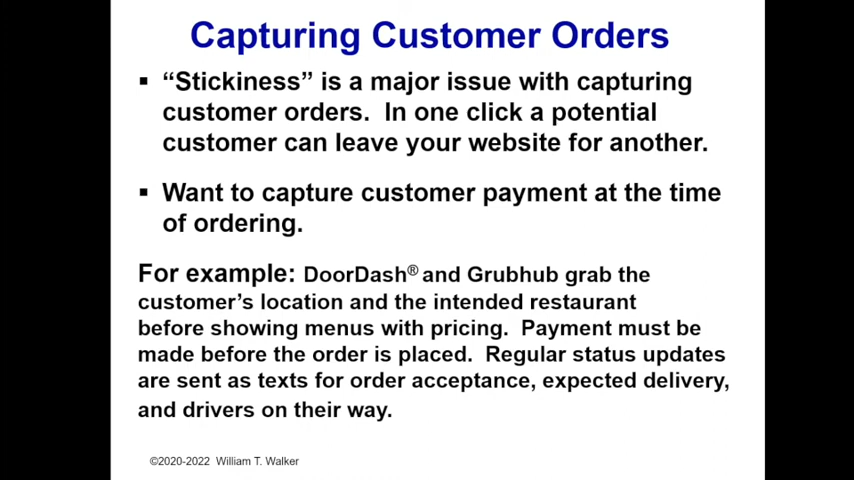 Capturing Customer Orders
▪ “Stickiness” is a major issue with capturing
customer orders. In one click a potential
customer can leave your website for another.
▪ Want to capture customer payment at the time
of ordering.
For example: DoorDash® and Grubhub grab the
customer’s location and the intended restaurant
before showing menus with pricing. Payment must be
made before the order is placed. Regular status updates
are sent as texts for order acceptance, expected delivery,
and drivers on their way.
©2020-2022 William T. Walker